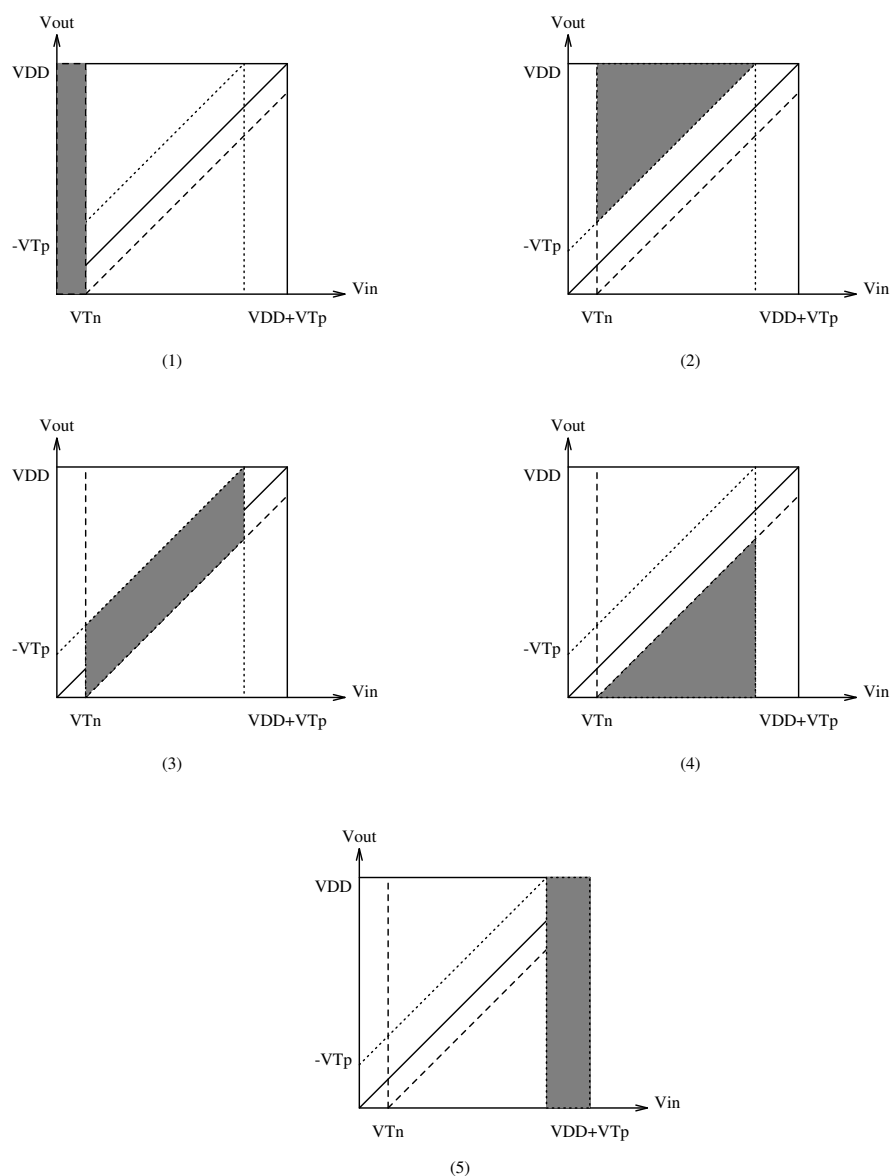 Vout
VDD
-VTp
Vin
VTn
VDD+VTp
(1)
Vout
VDD
-VTp
Vin
VTn
VDD+VTp
(2)
Vout
VDD
-VTp
Vin
VTn
VDD+VTp
(3)
Vout
VDD
-VTp
Vin
VTn
VDD+VTp
(4)
Vout
VDD
-VTp
Vin
VTn
VDD+VTp
(5)